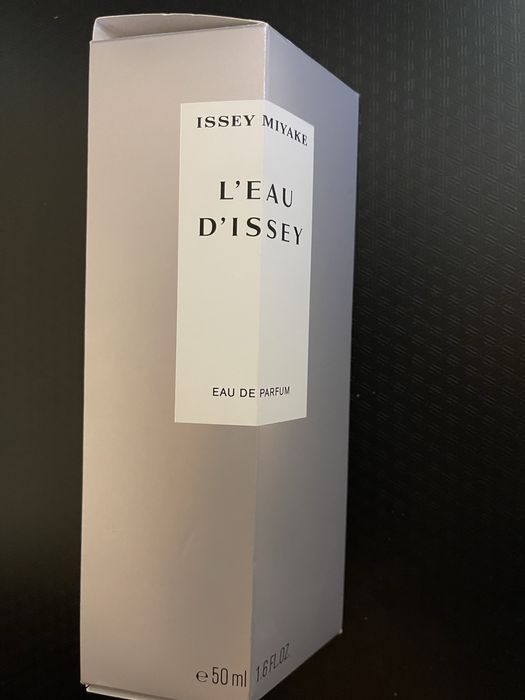 ISSEY MIYAKE
L'EAU
D'ISSEY
EAU DE PARFUM
℮50 ml 1.6 FL.OZ.